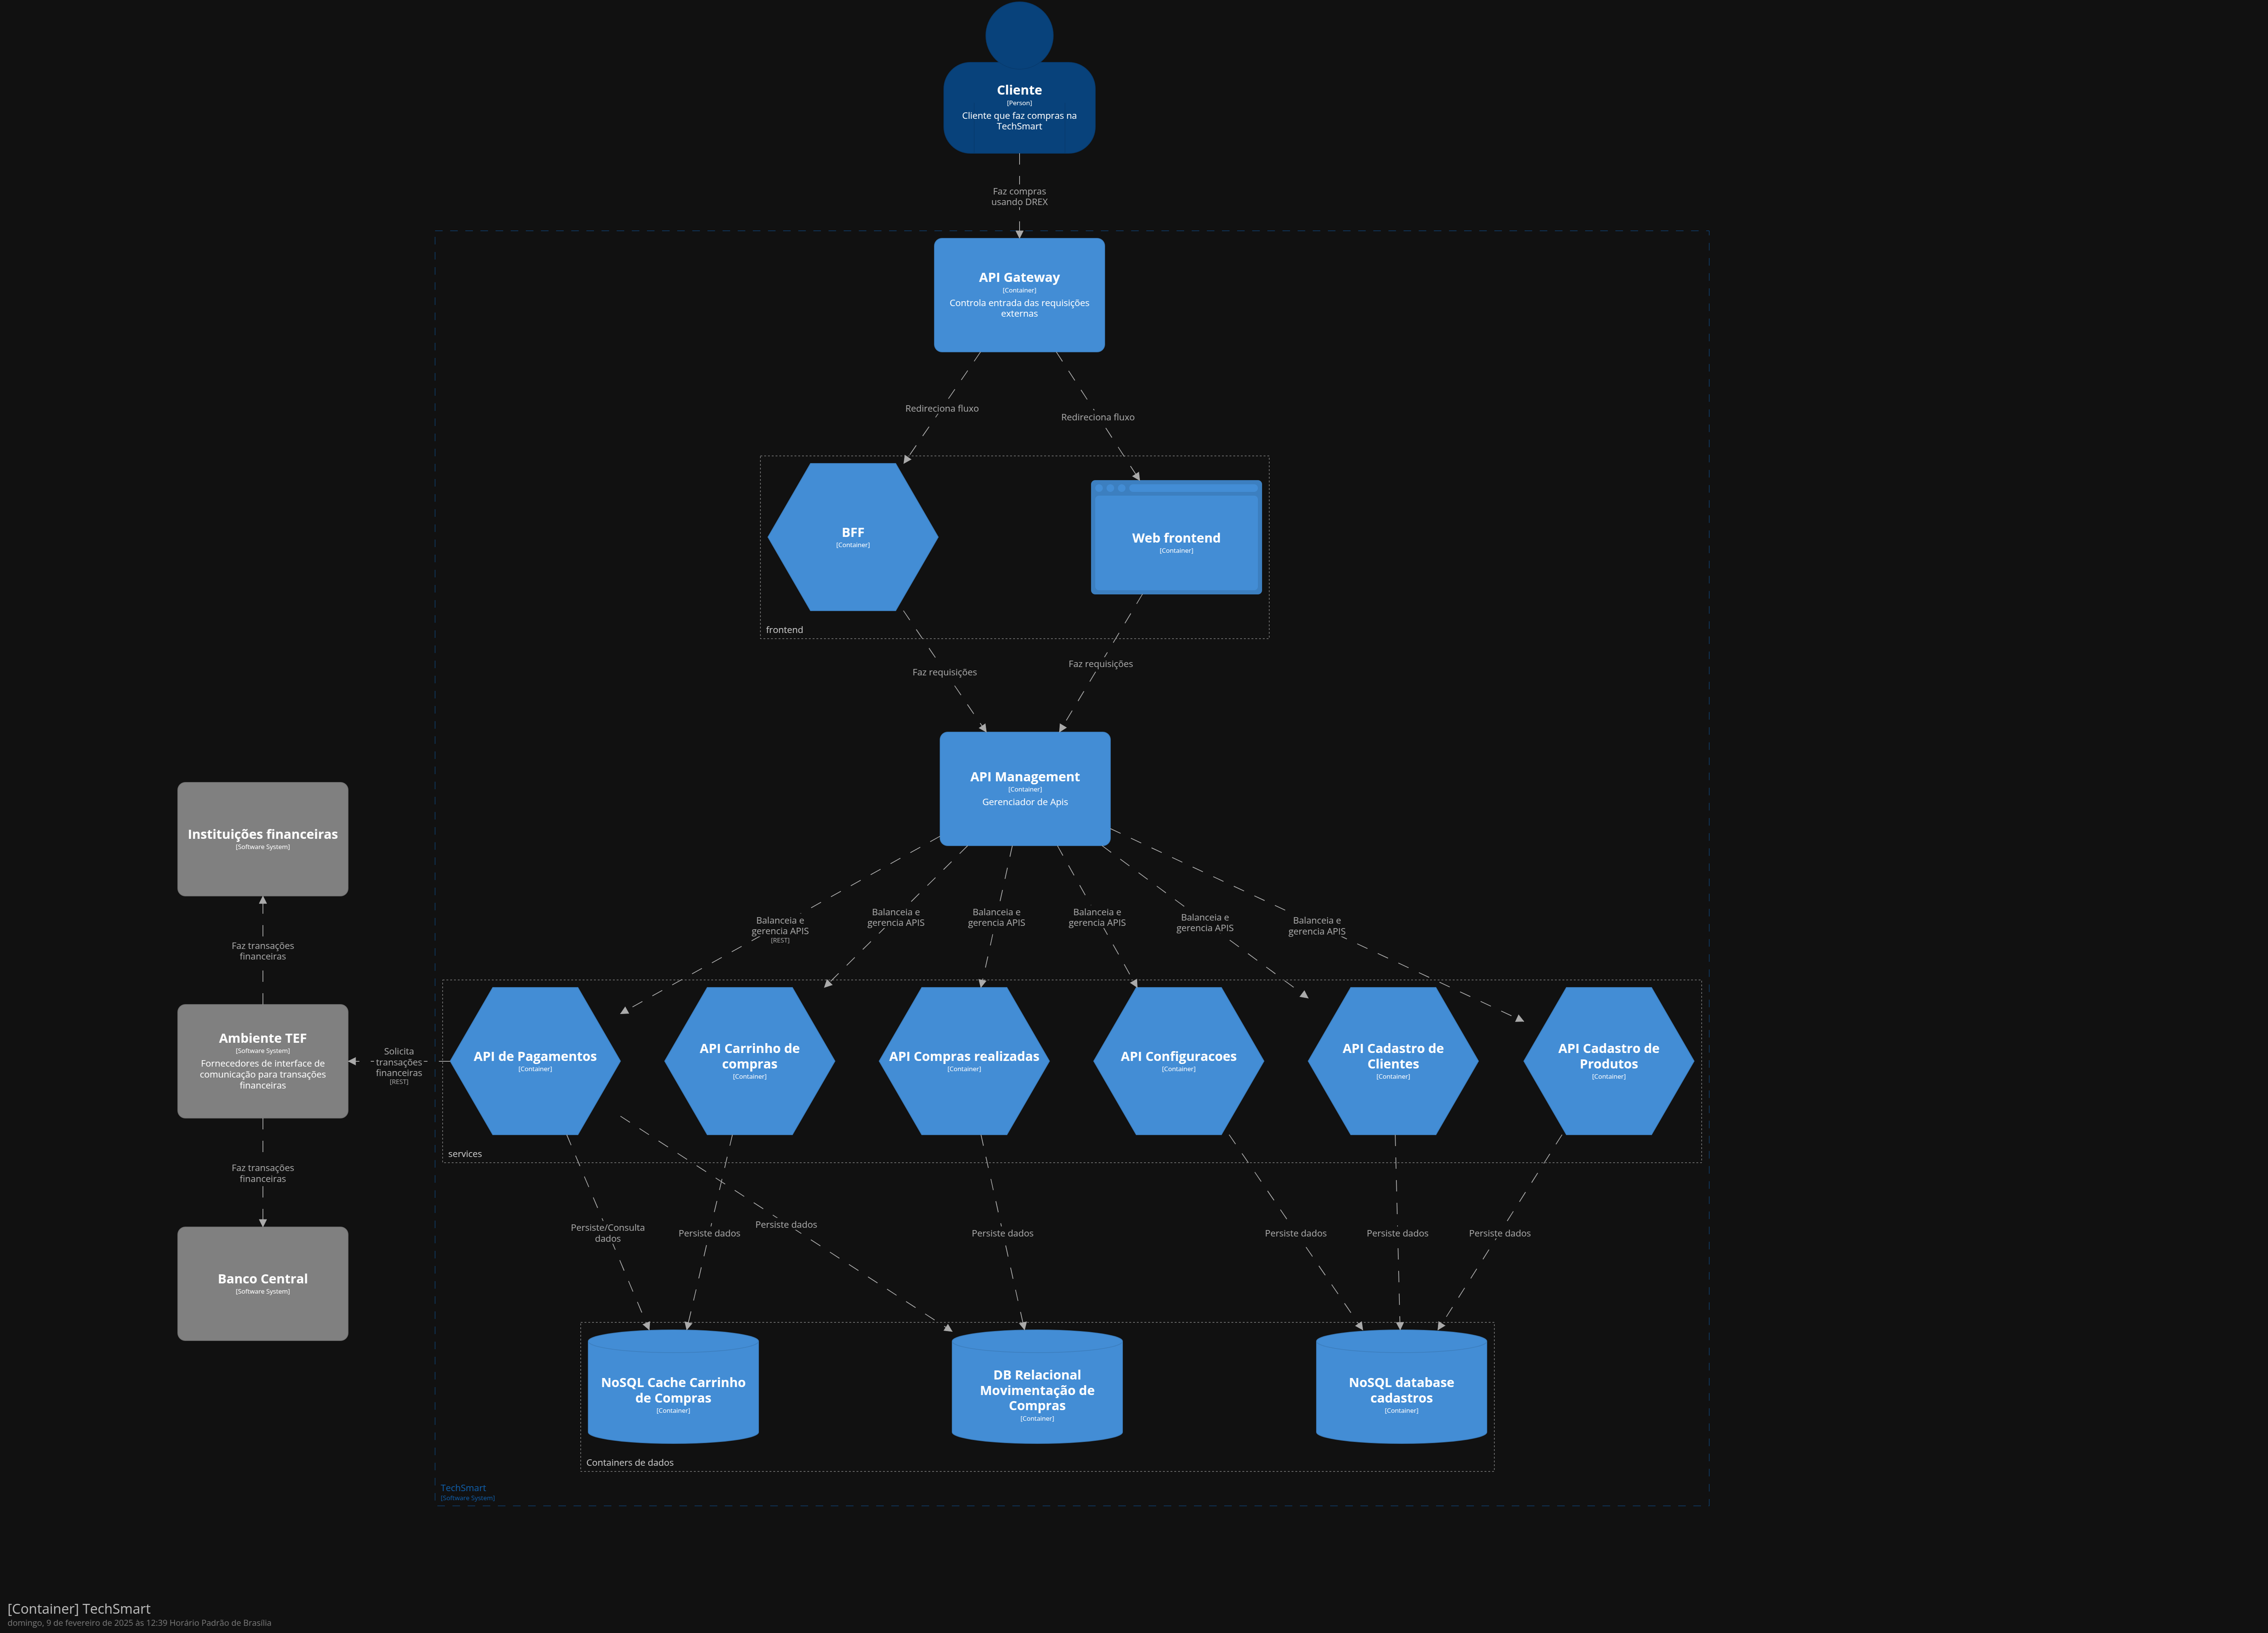 Cliente
[Person]
Cliente que faz compras na
TechSmart
Faz compras
usando DREX
API Gateway
[Container]
Controla entrada das requisições
externas
Redireciona fluxo
Redireciona fluxo
BFF
[Container]
Web frontend
[Container]
frontend
Faz requisições
Faz requisições
API Management
[Container]
Gerenciador de Apis
Instituições financeiras
[Software System]
Balanceia e
gerencia APIS
[REST]
Balanceia e
gerencia APIS
Balanceia e
gerencia APIS
Balanceia e
gerencia APIS
Balanceia e
gerencia APIS
Balanceia e
gerencia APIS
Faz transações
financeiras
Ambiente TEF
[Software System]
Fornecedores de interface de
comunicação para transações
financeiras
Solicita
transações
financeiras
[REST]
API de Pagamentos
[Container]
API Carrinho de
compras
[Container]
API Compras realizadas
[Container]
API Configuracoes
[Container]
API Cadastro de
Clientes
[Container]
API Cadastro de
Produtos
[Container]
services
Faz transações
financeiras
Persiste/Consulta
dados
Persiste dados
Persiste dados
Persiste dados
Persiste dados
Persiste dados
Persiste dados
Banco Central
[Software System]
NoSQL Cache Carrinho
de Compras
[Container]
DB Relacional
Movimentação de
Compras
[Container]
NoSQL database
cadastros
[Container]
Containers de dados
TechSmart
[Software System]
[Container] TechSmart
domingo, 9 de fevereiro de 2025 às 12:39 Horário Padrão de Brasília